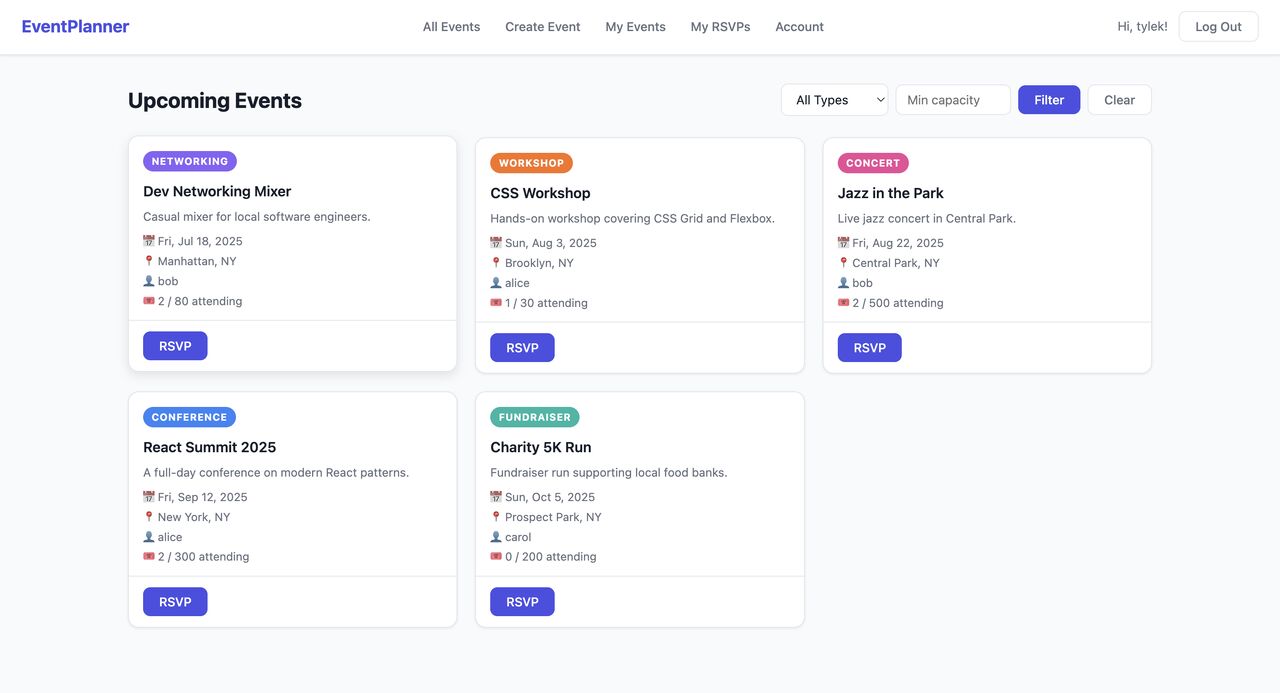 EventPlanner
All Events
Create Event
My Events
My RSVPs
Account
Hi, tylek!
Log Out
Upcoming Events
All Types
Min capacity
Filter
Clear
NETWORKING
Dev Networking Mixer
Casual mixer for local software engineers.
Fri, Jul 18, 2025
Manhattan, NY
bob
2 / 80 attending
RSVP
WORKSHOP
CSS Workshop
Hands-on workshop covering CSS Grid and Flexbox.
Sun, Aug 3, 2025
Brooklyn, NY
alice
1 / 30 attending
RSVP
CONCERT
Jazz in the Park
Live jazz concert in Central Park.
Fri, Aug 22, 2025
Central Park, NY
bob
2 / 500 attending
RSVP
CONFERENCE
React Summit 2025
A full-day conference on modern React patterns.
Fri, Sep 12, 2025
New York, NY
alice
2 / 300 attending
RSVP
FUNDRAISER
Charity 5K Run
Fundraiser run supporting local food banks.
Sun, Oct 5, 2025
Prospect Park, NY
carol
0 / 200 attending
RSVP